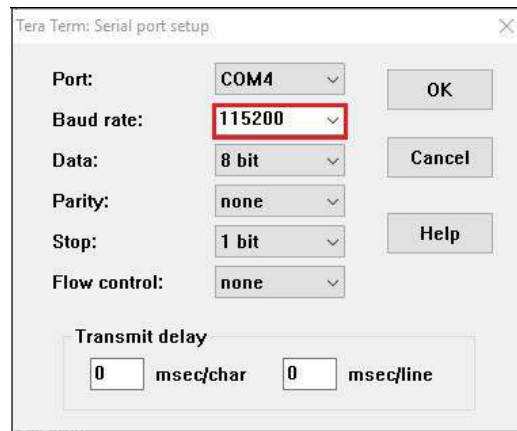 Tera Term: Serial port setup
Port: COM4 OK
Baud rate: 115200
Data: 8 bit Cancel
Parity: none
Stop: 1 bit Help
Flow control: none
Transmit delay
0 msec/char 0 msec/line